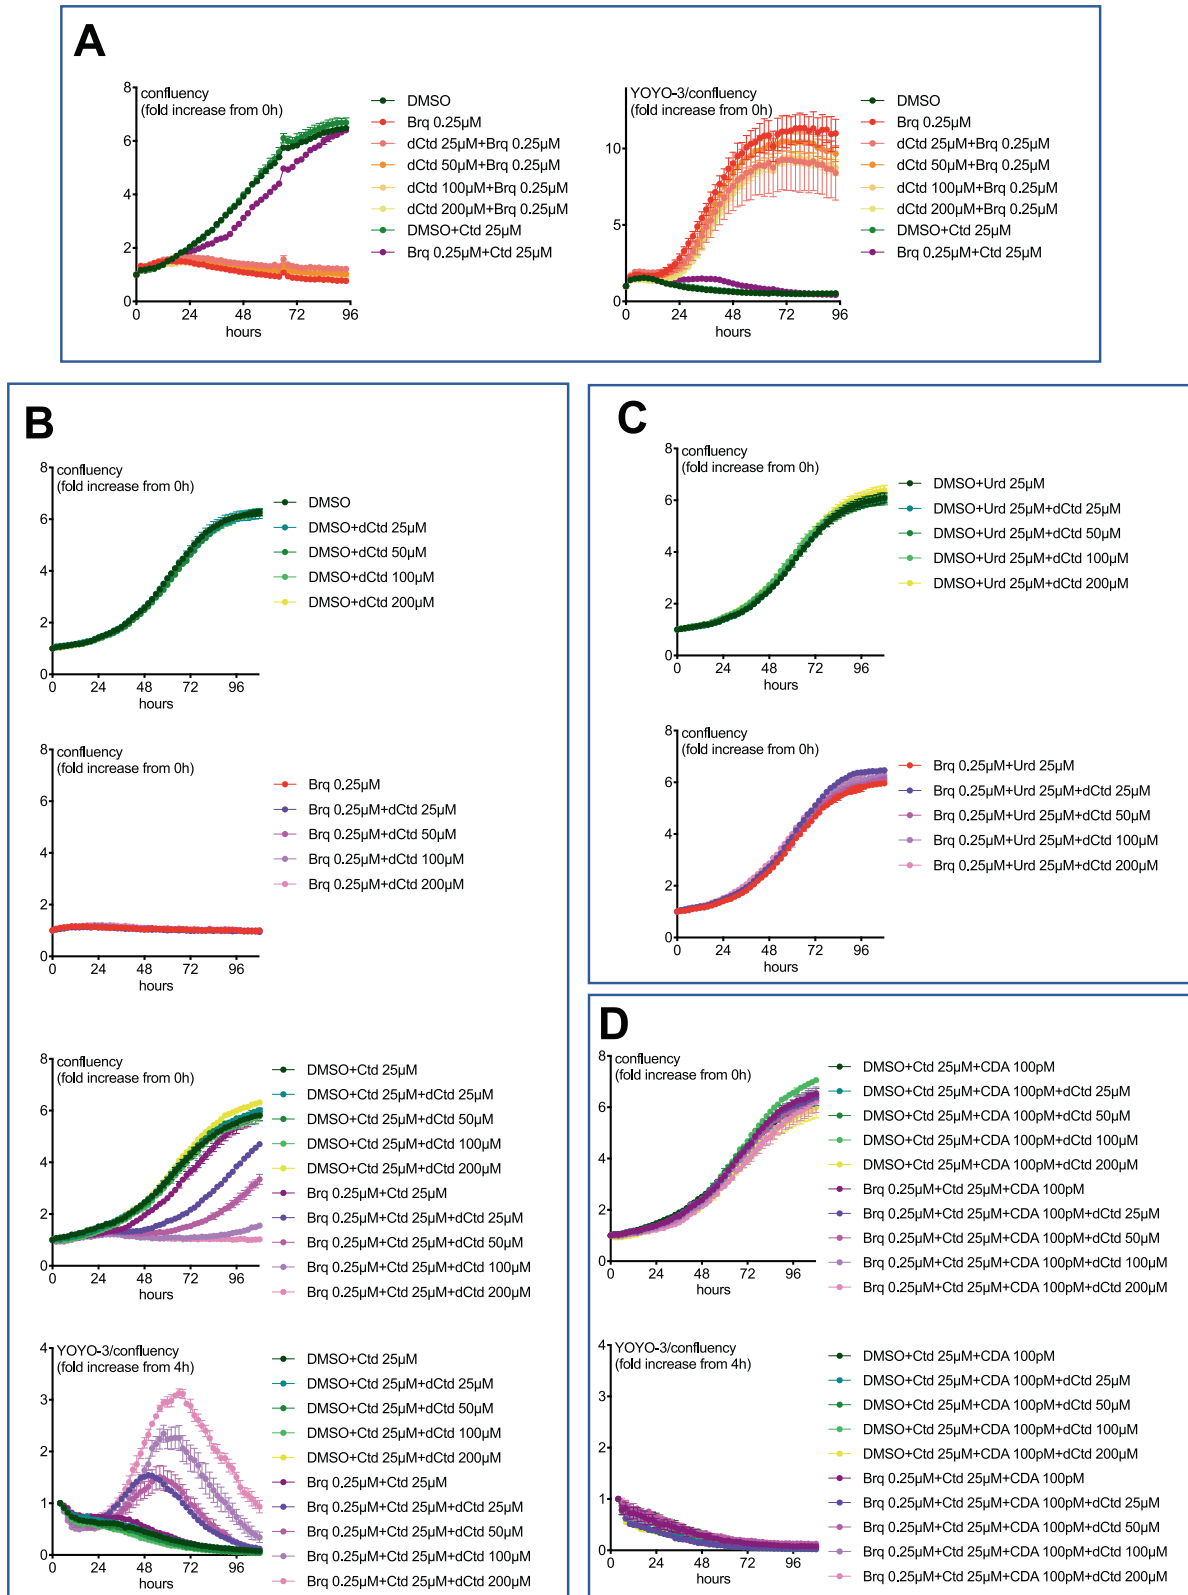 A
confluency
(fold increase from 0h)
8
6
4
2
0
0 24 48 72 96
hours
DMSO
Brq 0.25µM
dCtd 25µM+Brq 0.25µM
dCtd 50µM+Brq 0.25µM
dCtd 100µM+Brq 0.25µM
dCtd 200µM+Brq 0.25µM
DMSO+Ctd 25µM
Brq 0.25µM+Ctd 25µM
YOYO-3/confluency
(fold increase from 0h)
10
5
0
0 24 48 72 96
hours
DMSO
Brq 0.25µM
dCtd 25µM+Brq 0.25µM
dCtd 50µM+Brq 0.25µM
dCtd 100µM+Brq 0.25µM
dCtd 200µM+Brq 0.25µM
DMSO+Ctd 25µM
Brq 0.25µM+Ctd 25µM
B
confluency
(fold increase from 0h)
8
6
4
2
0
0 24 48 72 96
hours
DMSO
DMSO+dCtd 25µM
DMSO+dCtd 50µM
DMSO+dCtd 100µM
DMSO+dCtd 200µM
confluency
(fold increase from 0h)
8
6
4
2
0
0 24 48 72 96
hours
Brq 0.25µM
Brq 0.25µM+dCtd 25µM
Brq 0.25µM+dCtd 50µM
Brq 0.25µM+dCtd 100µM
Brq 0.25µM+dCtd 200µM
confluency
(fold increase from 0h)
8
6
4
2
0
0 24 48 72 96
hours
DMSO+Ctd 25µM
DMSO+Ctd 25µM+dCtd 25µM
DMSO+Ctd 25µM+dCtd 50µM
DMSO+Ctd 25µM+dCtd 100µM
DMSO+Ctd 25µM+dCtd 200µM
Brq 0.25µM+Ctd 25µM
Brq 0.25µM+Ctd 25µM+dCtd 25µM
Brq 0.25µM+Ctd 25µM+dCtd 50µM
Brq 0.25µM+Ctd 25µM+dCtd 100µM
Brq 0.25µM+Ctd 25µM+dCtd 200µM
YOYO-3/confluency
(fold increase from 4h)
4
3
2
1
0
0 24 48 72 96
hours
DMSO+Ctd 25µM
DMSO+Ctd 25µM+dCtd 25µM
DMSO+Ctd 25µM+dCtd 50µM
DMSO+Ctd 25µM+dCtd 100µM
DMSO+Ctd 25µM+dCtd 200µM
Brq 0.25µM+Ctd 25µM
Brq 0.25µM+Ctd 25µM+dCtd 25µM
Brq 0.25µM+Ctd 25µM+dCtd 50µM
Brq 0.25µM+Ctd 25µM+dCtd 100µM
Brq 0.25µM+Ctd 25µM+dCtd 200µM
C
confluency
(fold increase from 0h)
8
6
4
2
0
0 24 48 72 96
hours
DMSO+Urd 25µM
DMSO+Urd 25µM+dCtd 25µM
DMSO+Urd 25µM+dCtd 50µM
DMSO+Urd 25µM+dCtd 100µM
DMSO+Urd 25µM+dCtd 200µM
confluency
(fold increase from 0h)
8
6
4
2
0
0 24 48 72 96
hours
Brq 0.25µM+Urd 25µM
Brq 0.25µM+Urd 25µM+dCtd 25µM
Brq 0.25µM+Urd 25µM+dCtd 50µM
Brq 0.25µM+Urd 25µM+dCtd 100µM
Brq 0.25µM+Urd 25µM+dCtd 200µM
D
confluency
(fold increase from 0h)
8
6
4
2
0
0 24 48 72 96
hours
DMSO+Ctd 25µM+CDA 100pM
DMSO+Ctd 25µM+CDA 100pM+dCtd 25µM
DMSO+Ctd 25µM+CDA 100pM+dCtd 50µM
DMSO+Ctd 25µM+CDA 100pM+dCtd 100µM
DMSO+Ctd 25µM+CDA 100pM+dCtd 200µM
Brq 0.25µM+Ctd 25µM+CDA 100pM
Brq 0.25µM+Ctd 25µM+CDA 100pM+dCtd 25µM
Brq 0.25µM+Ctd 25µM+CDA 100pM+dCtd 50µM
Brq 0.25µM+Ctd 25µM+CDA 100pM+dCtd 100µM
Brq 0.25µM+Ctd 25µM+CDA 100pM+dCtd 200µM
YOYO-3/confluency
(fold increase from 4h)
4
3
2
1
0
0 24 48 72 96
hours
DMSO+Ctd 25µM+CDA 100pM
DMSO+Ctd 25µM+CDA 100pM+dCtd 25µM
DMSO+Ctd 25µM+CDA 100pM+dCtd 50µM
DMSO+Ctd 25µM+CDA 100pM+dCtd 100µM
DMSO+Ctd 25µM+CDA 100pM+dCtd 200µM
Brq 0.25µM+Ctd 25µM+CDA 100pM
Brq 0.25µM+Ctd 25µM+CDA 100pM+dCtd 25µM
Brq 0.25µM+Ctd 25µM+CDA 100pM+dCtd 50µM
Brq 0.25µM+Ctd 25µM+CDA 100pM+dCtd 100µM
Brq 0.25µM+Ctd 25µM+CDA 100pM+dCtd 200µM